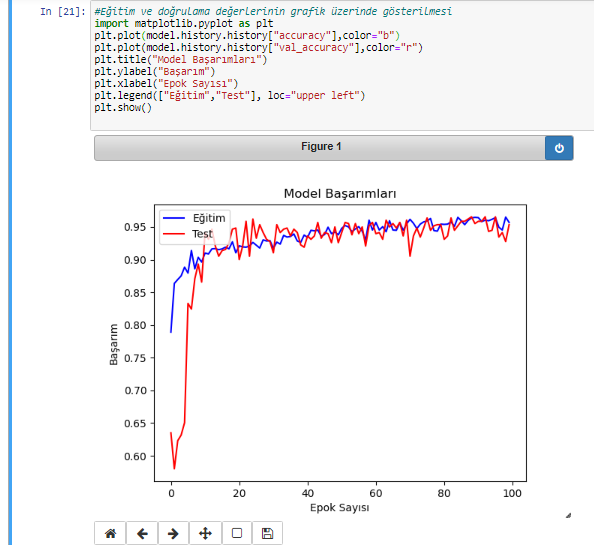 In [21]: #Eğitim ve doğrulama değerlerinin grafik üzerinde gösterilmesi
import matplotlib.pyplot as plt
plt.plot(model.history.history["accuracy"],color="b")
plt.plot(model.history.history["val_accuracy"],color="r")
plt.title("Model Başarımları")
plt.ylabel("Başarım")
plt.xlabel("Epok Sayısı")
plt.legend(["Eğitim","Test"], loc="upper left")
plt.show()
Figure 1
Model Başarımları
Eğitim
Test
0.95
0.90
0.85
0.80
0.75
0.70
0.65
0.60
Başarım
0 20 40 60 80 100
Epok Sayısı